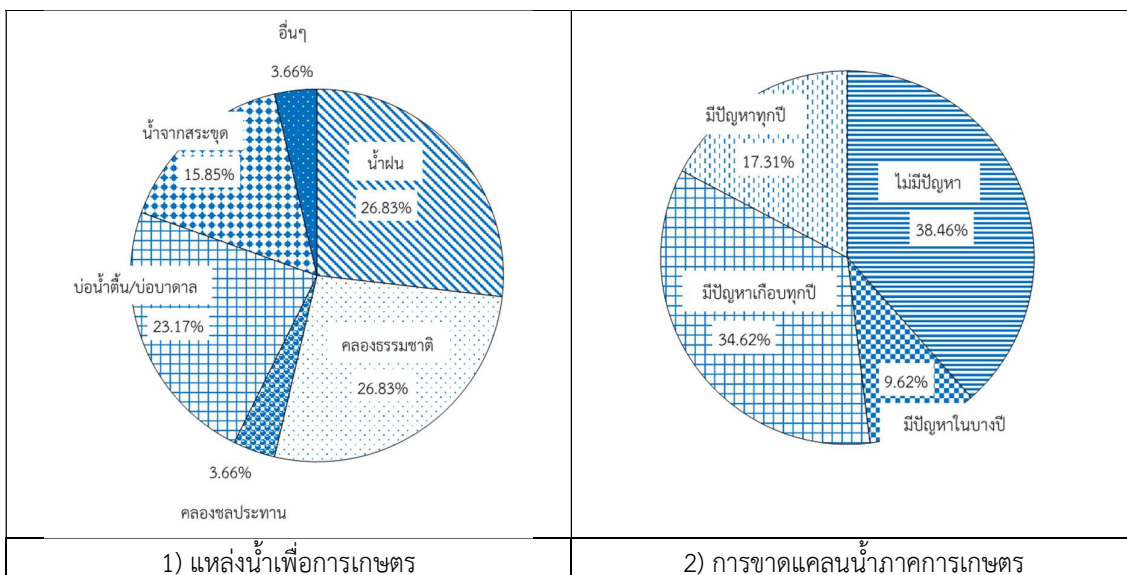 อื่นๆ
3.66%
น้ำจากสระขุด
15.85%
น้ำฝน
26.83%
บ่อน้ำตื้น/บ่อบาดาล
23.17%
คลองธรรมชาติ
26.83%
3.66%
คลองชลประทาน
1) แหล่งน้ำเพื่อการเกษตร
มีปัญหาทุกปี
17.31%
ไม่มีปัญหา
38.46%
มีปัญหาเกือบทุกปี
34.62%
9.62%
มีปัญหาในบางปี
2) การขาดแคลนน้ำภาคการเกษตร